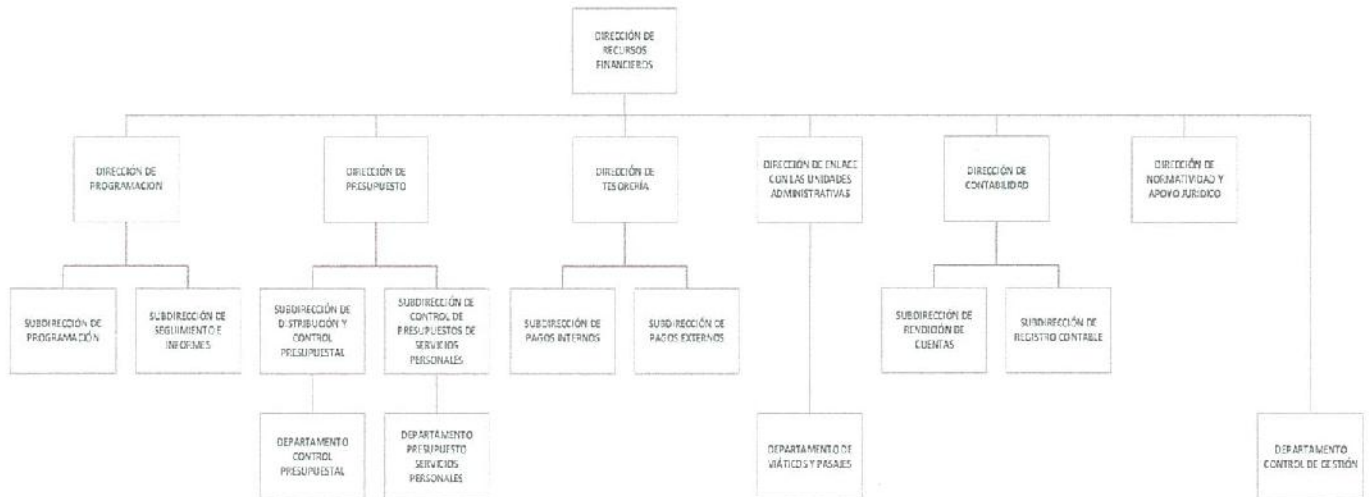 DIRECCIÓN DE
RECURSOS
FINANCIEROS
DIRECCIÓN DE
PROGRAMACION
DIRECCIÓN DE
PRESUPUESTO
DIRECCIÓN DE
TESORERÍA
DIRECCIÓN DE ENLACE
CON LAS UNIDADES
ADMINISTRATIVAS
DIRECCIÓN DE
CONTABILIDAD
DIRECCIÓN DE
NORMATIVIDAD Y
APOYO JURIDICO
SUBDIRECCIÓN DE
PROGRAMACIÓN
SUBDIRECCIÓN DE
SEGUIMIENTO E
INFORMES
SUBDIRECCIÓN DE
DISTRIBUCIÓN Y
CONTROL
PRESUPUESTAL
SUBDIRECCIÓN DE
CONTROL DE
PRESUPUESTOS DE
SERVICIOS
PERSONALES
SUBDIRECCIÓN DE
PAGOS INTERNOS
SUBDIRECCIÓN DE
PAGOS EXTERNOS
SUBDIRECCIÓN DE
RENDICIÓN DE
CUENTAS
SUBDIRECCIÓN DE
REGISTRO CONTABLE
DEPARTAMENTO
CONTROL
PRESUPUESTAL
DEPARTAMENTO
PRESUPUESTO
SERVICIOS
PERSONALES
DEPARTAMENTO DE
VIÁTICOS Y PASAJES
DEPARTAMENTO
CONTROL DE GESTIÓN